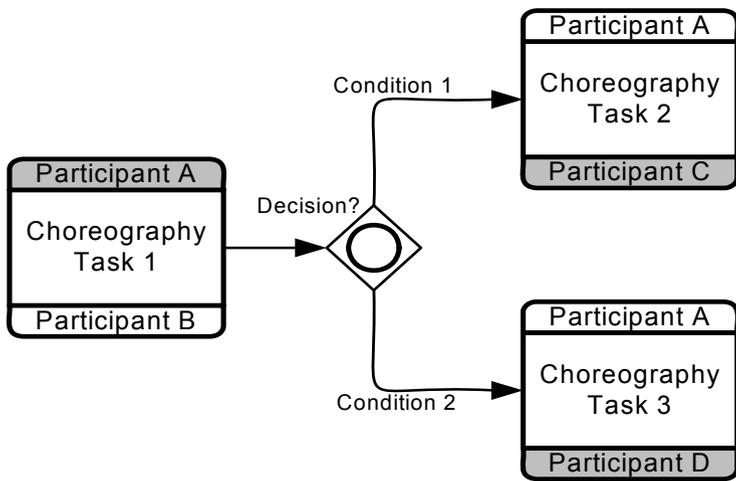 Participant A
Choreography
Task 1
Participant B
Decision?
Condition 1
Participant A
Choreography
Task 2
Participant C
Condition 2
Participant A
Choreography
Task 3
Participant D